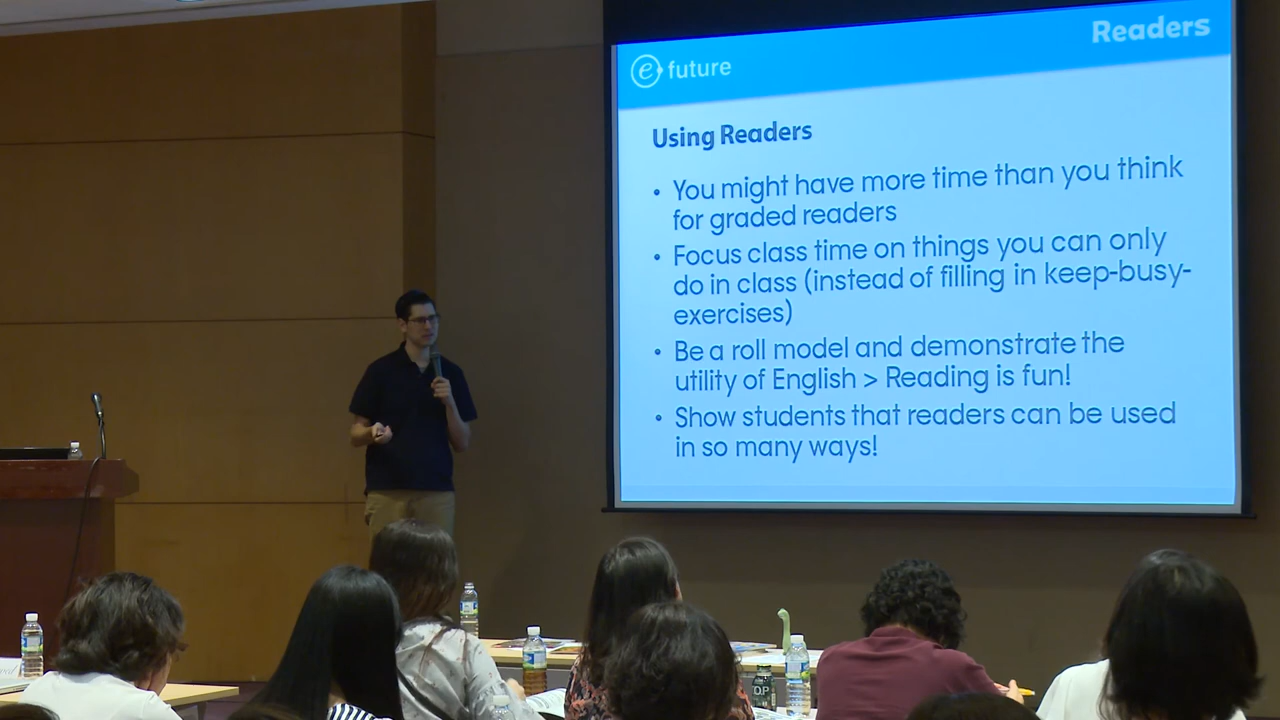 Readers
e future
Using Readers
• You might have more time than you think
for graded readers
• Focus class time on things you can only
do in class (instead of filling in keep-busy-
exercises)
• Be a roll model and demonstrate the
utility of English > Reading is fun!
• Show students that readers can be used
in so many ways!